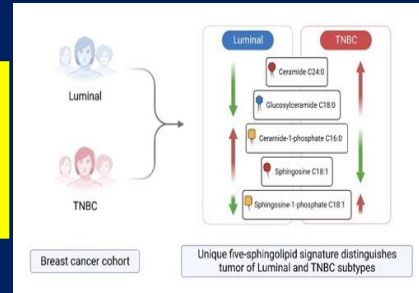 Luminal
TNBC
Luminal
TNBC
Ceramide C24:0
Glucosylceramide C18:0
Ceramide-1-phosphate C16:0
Sphingosine C18:1
Sphingosine-1-phosphate C18:1
Breast cancer cohort
Unique five-sphingolipid signature distinguishes
tumor of Luminal and TNBC subtypes